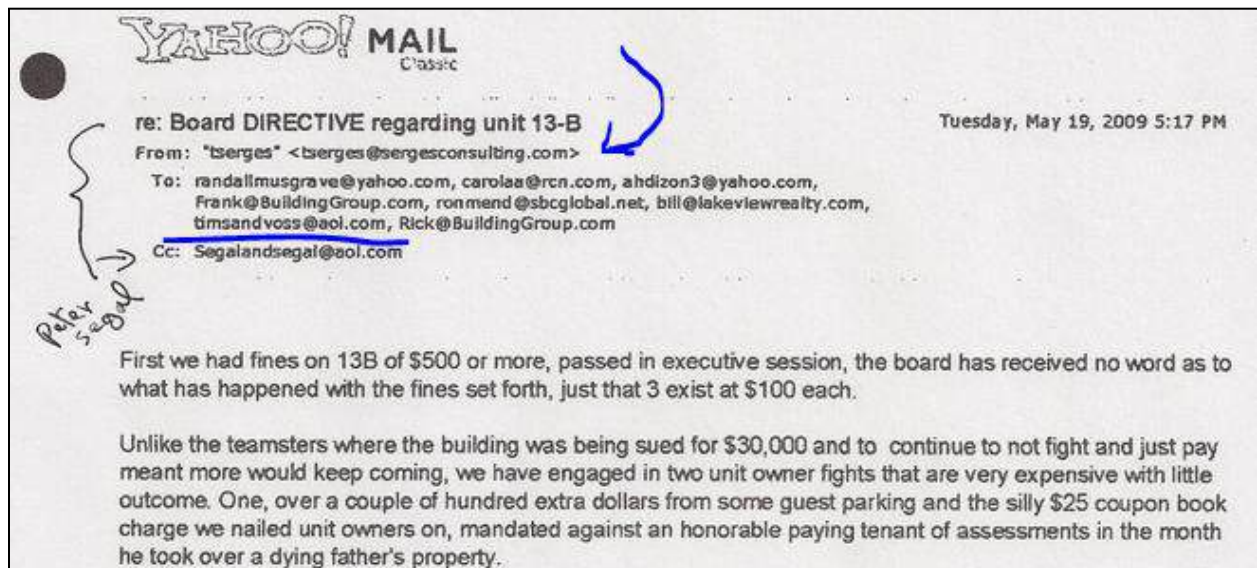 YAHOO! MAIL
Classic
re: Board DIRECTIVE regarding unit 13-B
Tuesday, May 19, 2009 5:17 PM
From: "tserges" <tserges@sergesconsulting.com>
To: randallmusgrave@yahoo.com, carolaa@rcn.com, ahdizon3@yahoo.com,
Frank@BuildingGroup.com, ronmend@sbcglobal.net, bill@lakeviewrealty.com,
timsandvoss@aol.com, Rick@BuildingGroup.com
Cc: Segalandsegal@aol.com
Peter
Segal
First we had fines on 13B of $500 or more, passed in executive session, the board has received no word as to
what has happened with the fines set forth, just that 3 exist at $100 each.
Unlike the teamsters where the building was being sued for $30,000 and to continue to not fight and just pay
meant more would keep coming, we have engaged in two unit owner fights that are very expensive with little
outcome. One, over a couple of hundred extra dollars from some guest parking and the silly $25 coupon book
charge we nailed unit owners on, mandated against an honorable paying tenant of assessments in the month
he took over a dying father's property.